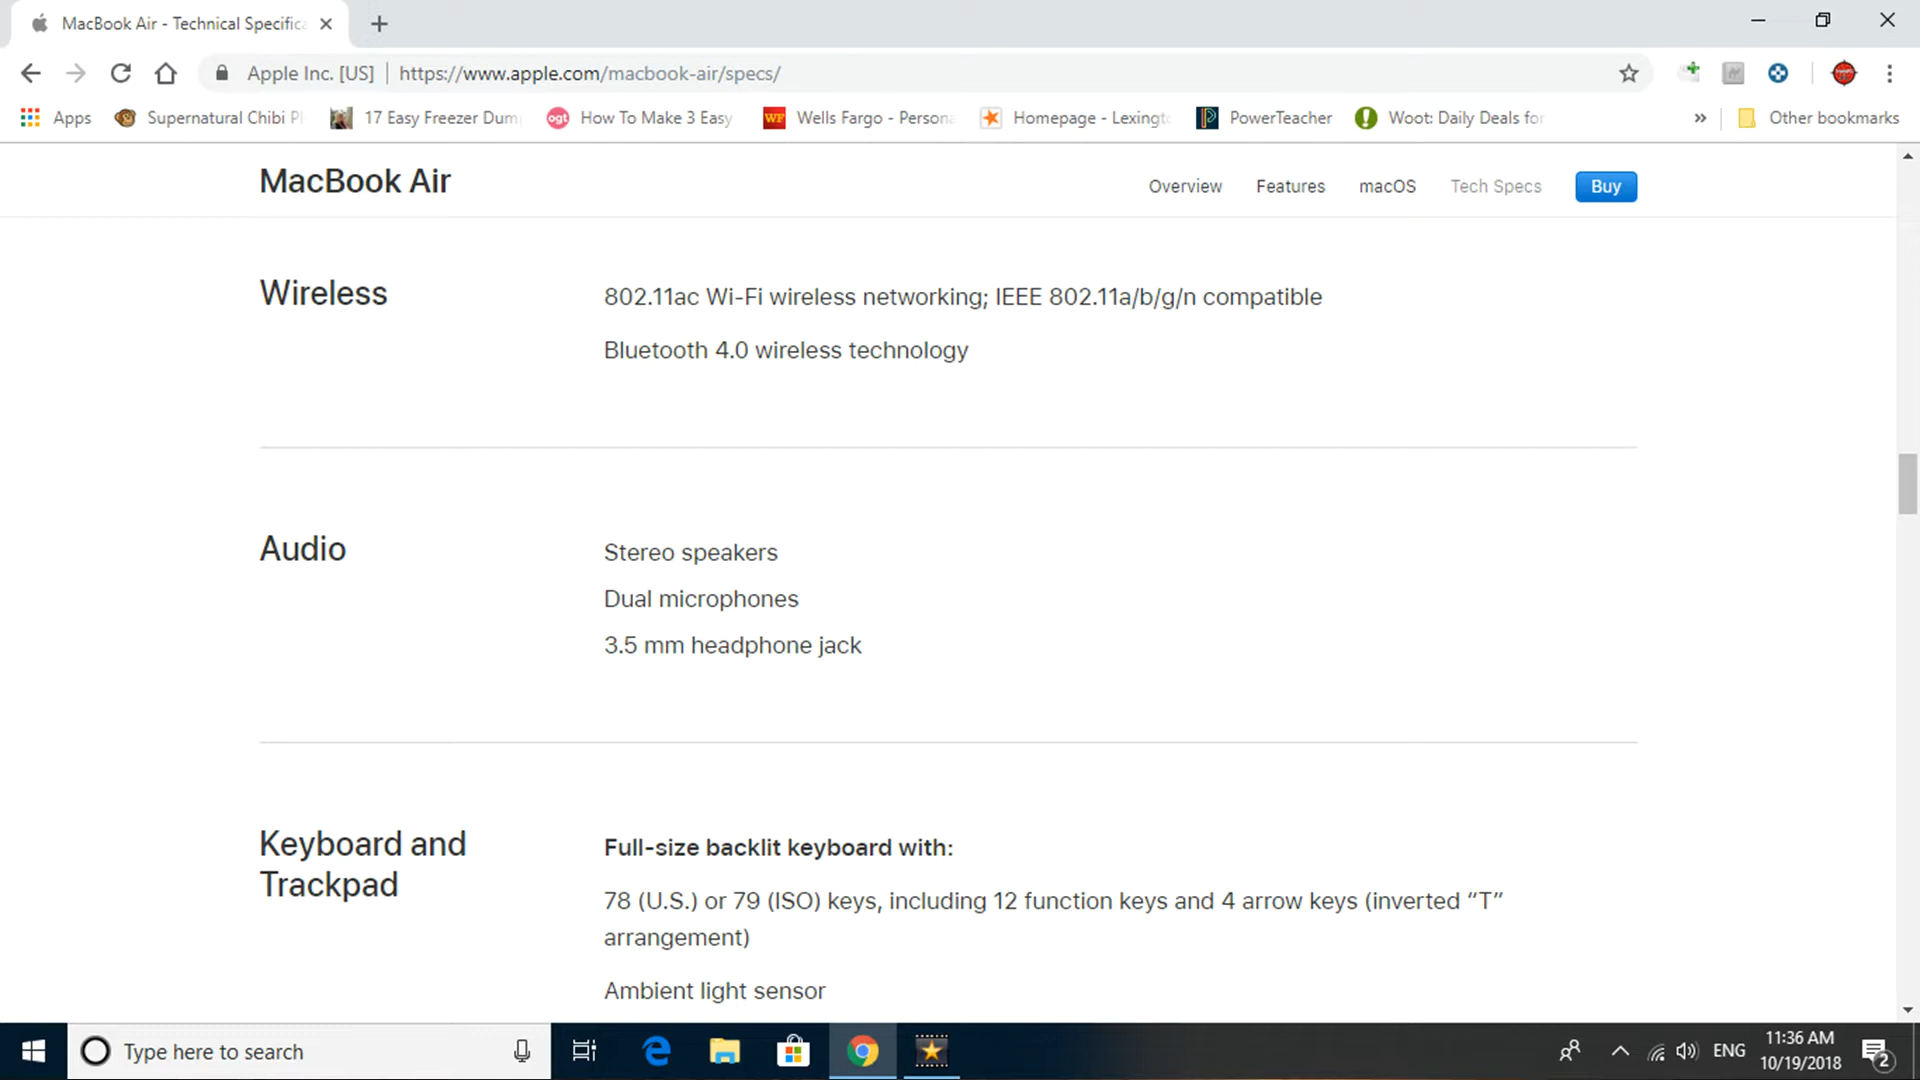 MacBook Air - Technical Specifica
Apple Inc. [US] https://www.apple.com/macbook-air/specs/
Apps Supernatural Chibi Pl 17 Easy Freezer Dum How To Make 3 Easy Wells Fargo - Persona Homepage - Lexingt PowerTeacher Woot: Daily Deals for » Other bookmarks
MacBook Air Overview Features macOS Tech Specs Buy
Wireless 802.11ac Wi-Fi wireless networking; IEEE 802.11a/b/g/n compatible
Bluetooth 4.0 wireless technology
Audio Stereo speakers
Dual microphones
3.5 mm headphone jack
Keyboard and Full-size backlit keyboard with:
Trackpad
78 (U.S.) or 79 (ISO) keys, including 12 function keys and 4 arrow keys (inverted “T”
arrangement)
Ambient light sensor
Type here to search ENG 11:36 AM
10/19/2018 2